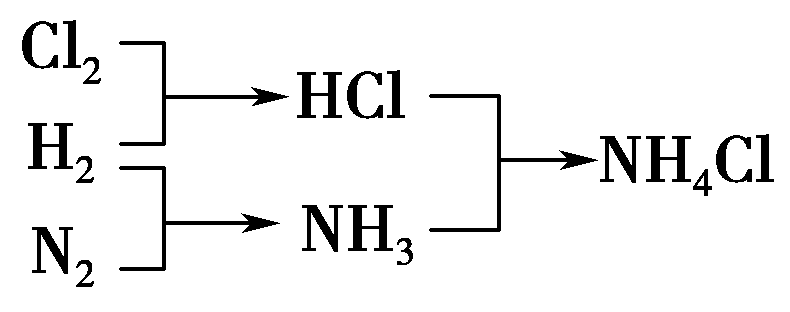 Cl₂
HCl
H₂
NH₄Cl
NH₃
N₂